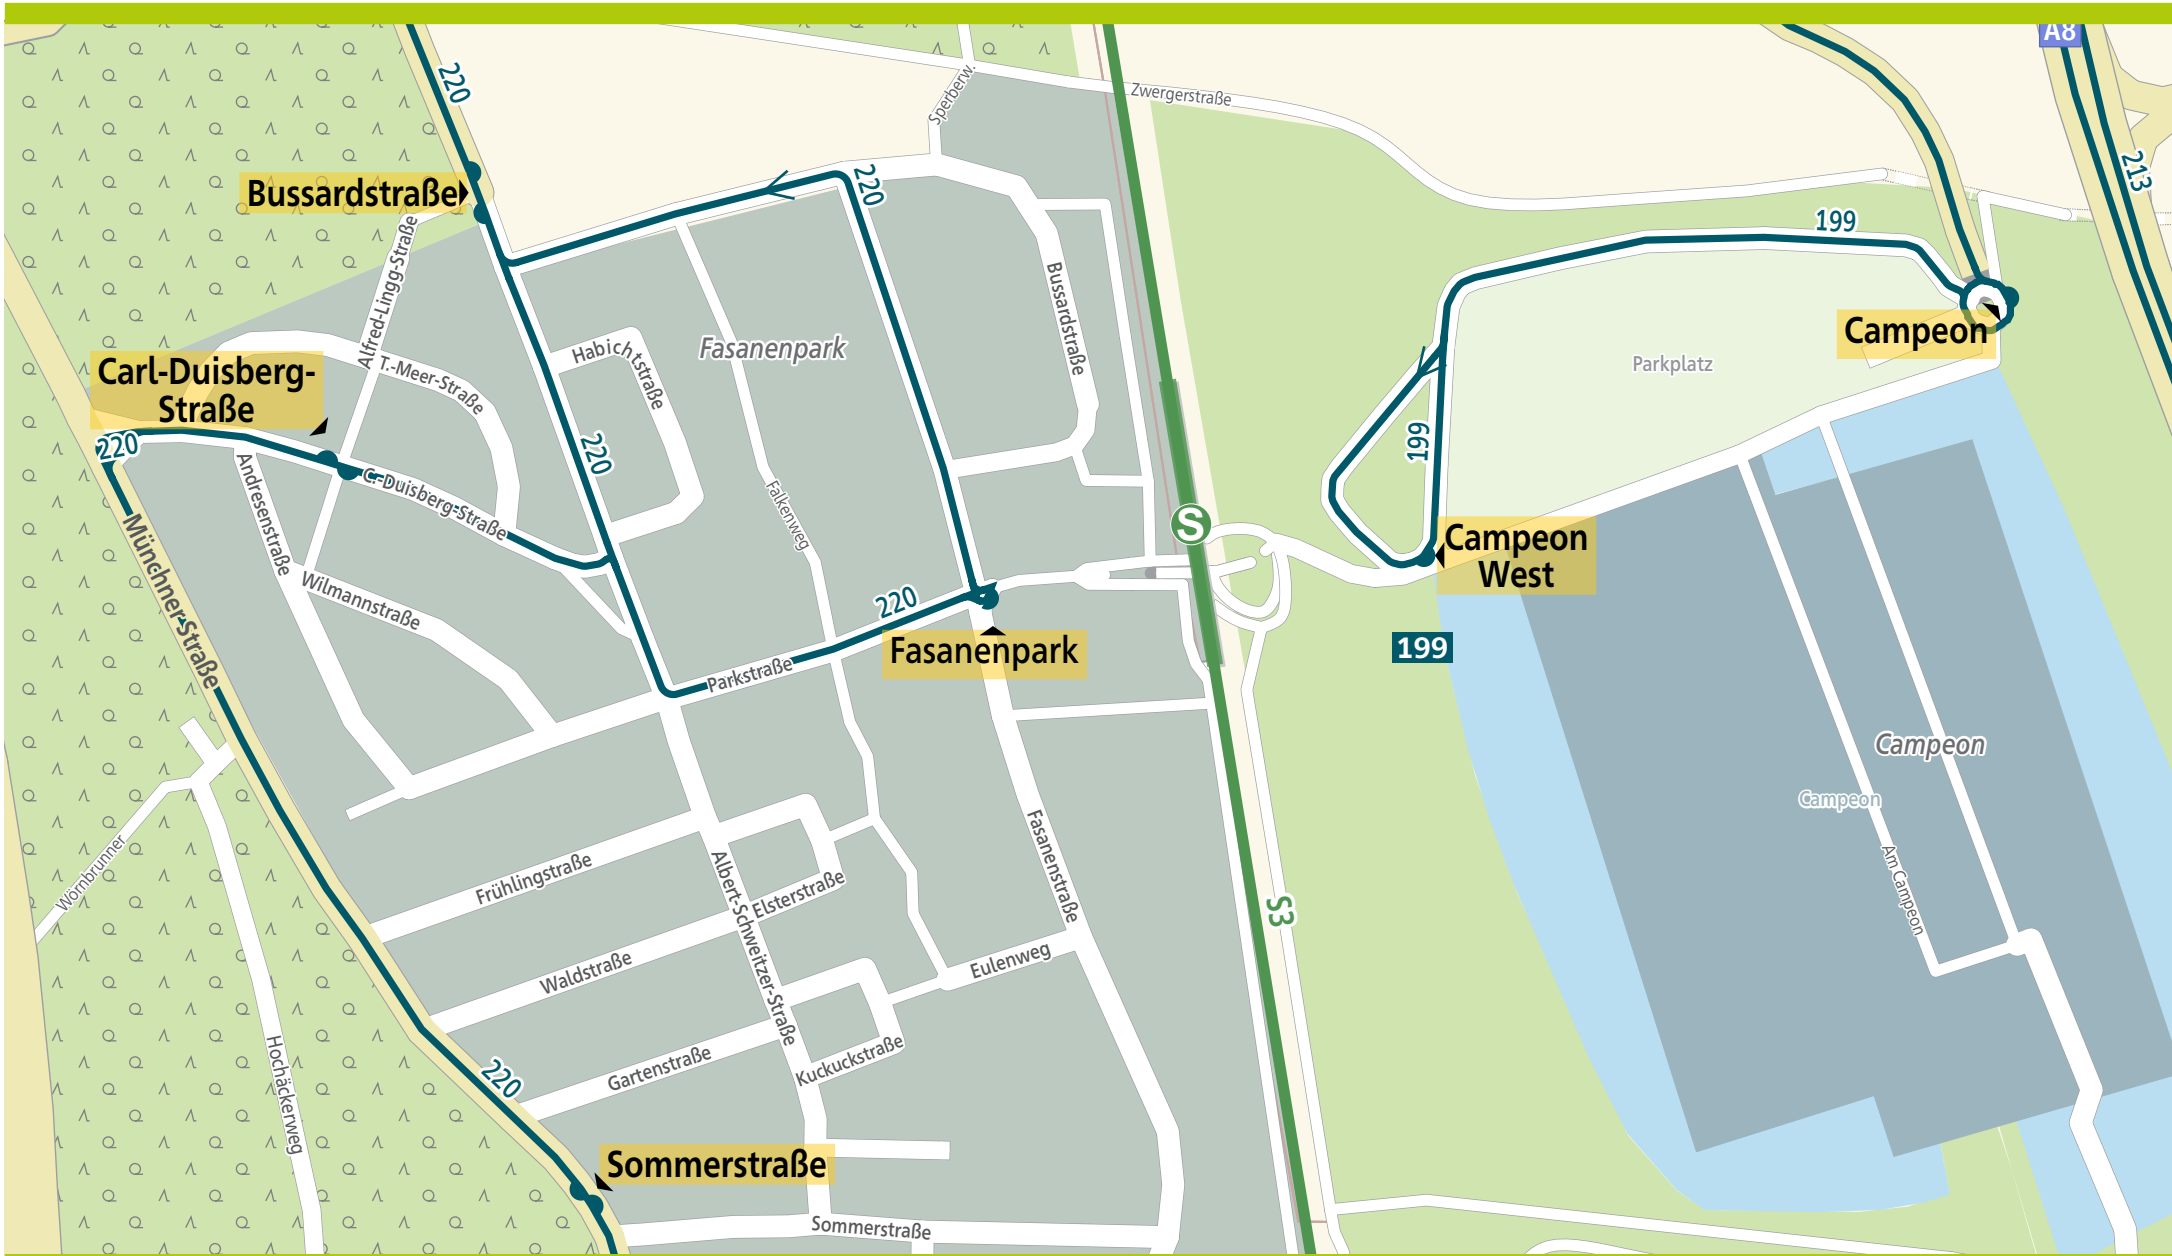 A8
220
Sperberw.
Zwergerstraße
213
Bussardstraße
220
199
Alfred-Lingg-Straße
Bussardstraße
Campeon
Habichtstraße
Fasanenpark
Parkplatz
Carl-Duisberg-
Straße
T.-Meer-Straße
220
220
199
Andresenstraße
C.-Duisberg-Straße
Falkenweg
S
Campeon
West
Münchner-Straße
Wilmannstraße
220
Fasanenpark
199
Parkstraße
Campeon
Campeon
Wörnbrunner
Frühlingstraße
Albert-Schweitzer-Straße
Elsterstraße
Fasanenstraße
S3
Am Campeon
Waldstraße
Eulenweg
Hochäckerweg
220
Gartenstraße
Kuckuckstraße
Sommerstraße
Sommerstraße